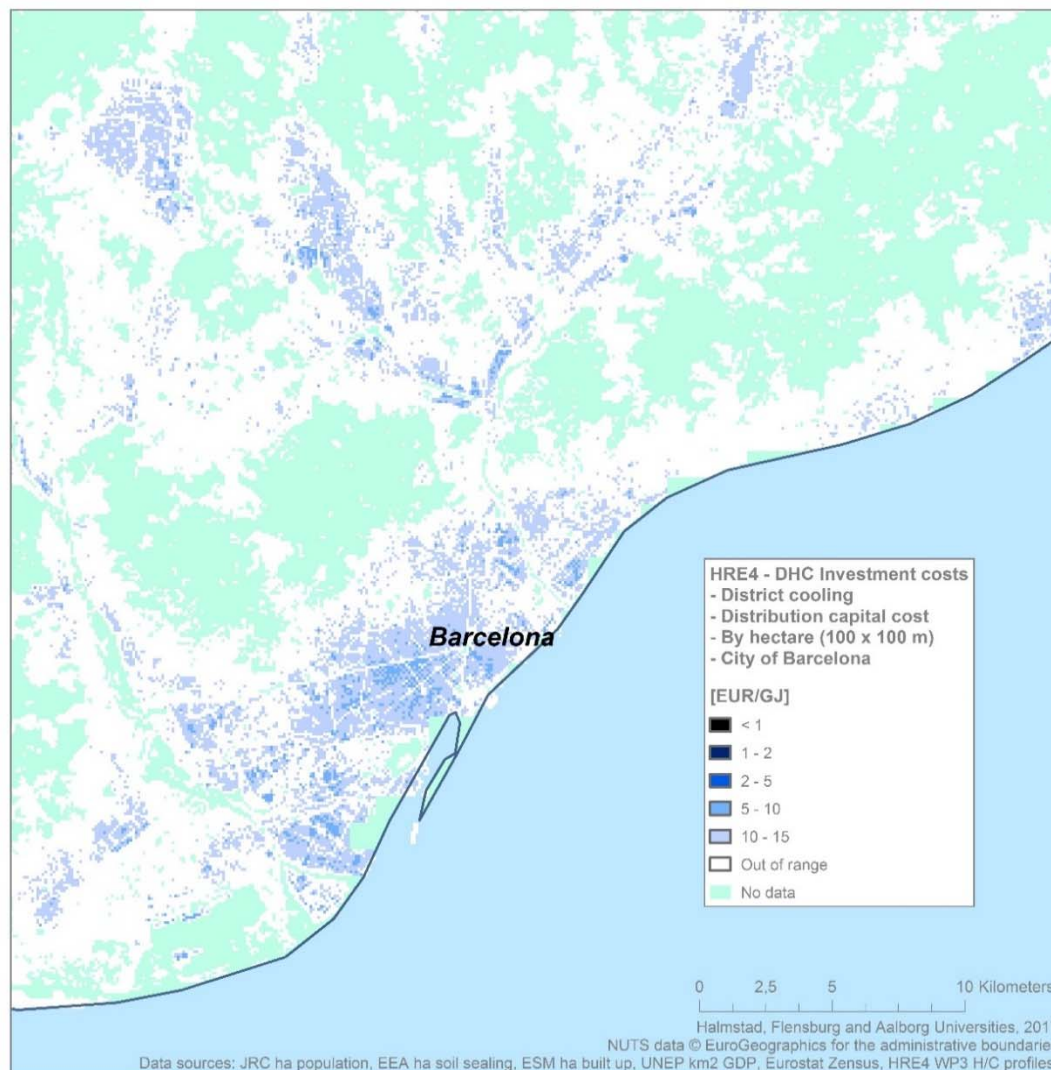 Barcelona
HRE4 - DHC Investment costs
- District cooling
- Distribution capital cost
- By hectare (100 x 100 m)
- City of Barcelona
[EUR/GJ]
< 1
1 - 2
2 - 5
5 - 10
10 - 15
Out of range
No data
0 2,5 5 10 Kilometers
Halmstad, Flensburg and Aalborg Universities, 201
NUTS data © EuroGeographics for the administrative boundarie
Data sources: JRC ha population, EEA ha soil sealing, ESM ha built up, UNEP km2 GDP, Eurostat Zensus, HRE4 WP3 H/C profiles